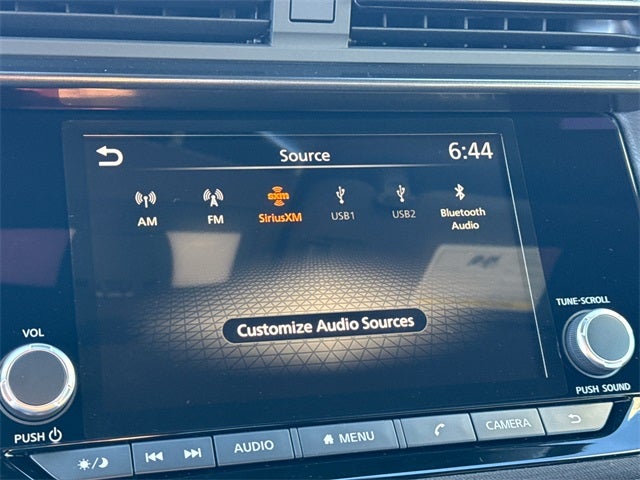 Source 6:44
AM FM SXM SiriusXM USB1 USB2 Bluetooth Audio
Customize Audio Sources
VOL
PUSH
TUNE·SCROLL
PUSH SOUND
AUDIO MENU CAMERA